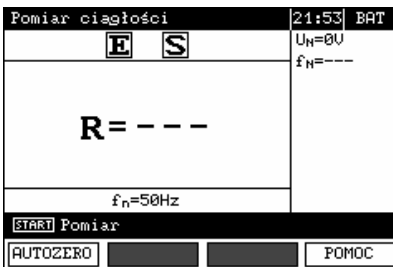 Pomiar ciągłości 21:53 BAT
E S
U_N=0V
f_N=---
R=---
f_n=50Hz
START Pomiar
AUTOZERO POMOC